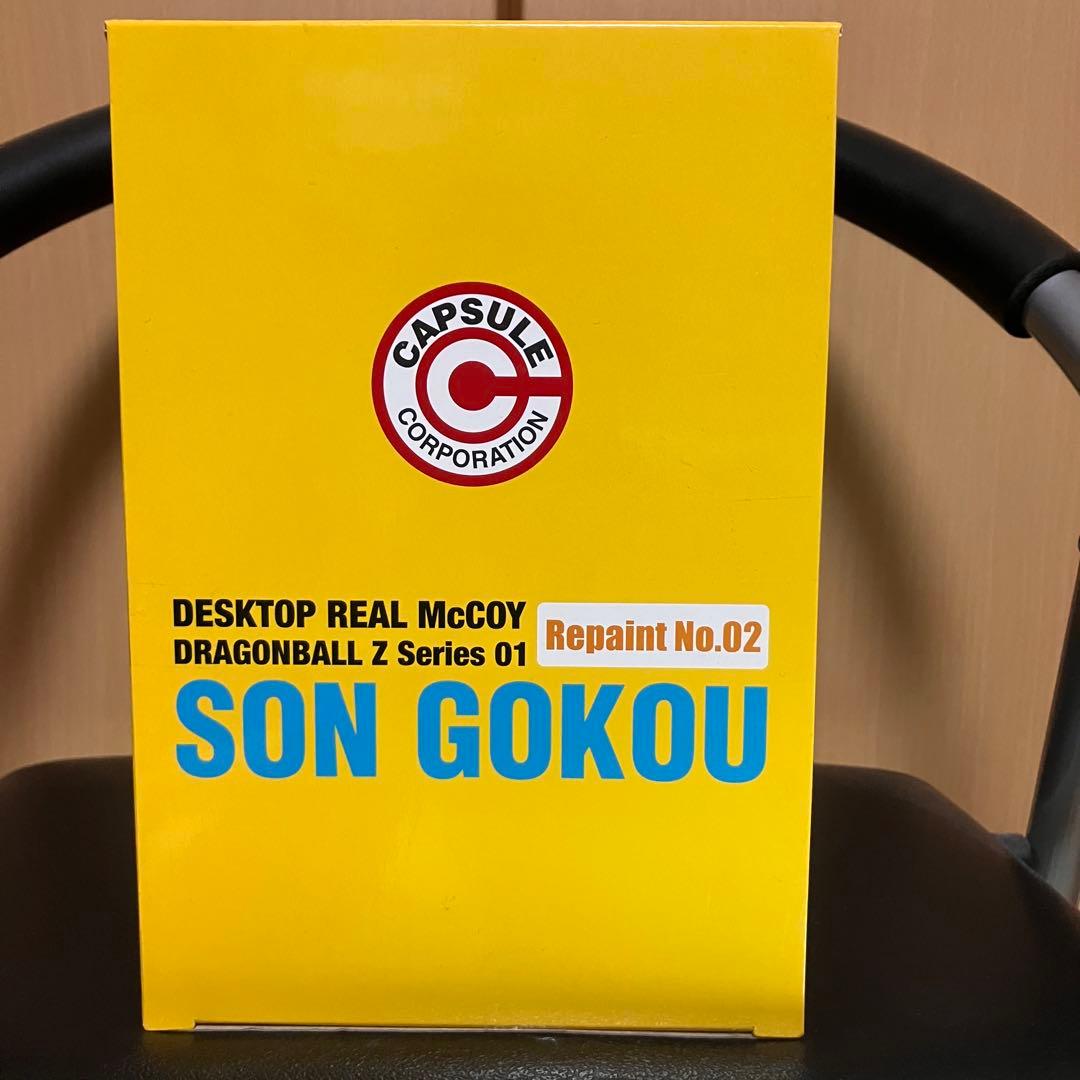 CAPSULE
CORPORATION
DESKTOP REAL McCOY
DRAGONBALL Z Series 01
Repaint No.02
SON GOKOU